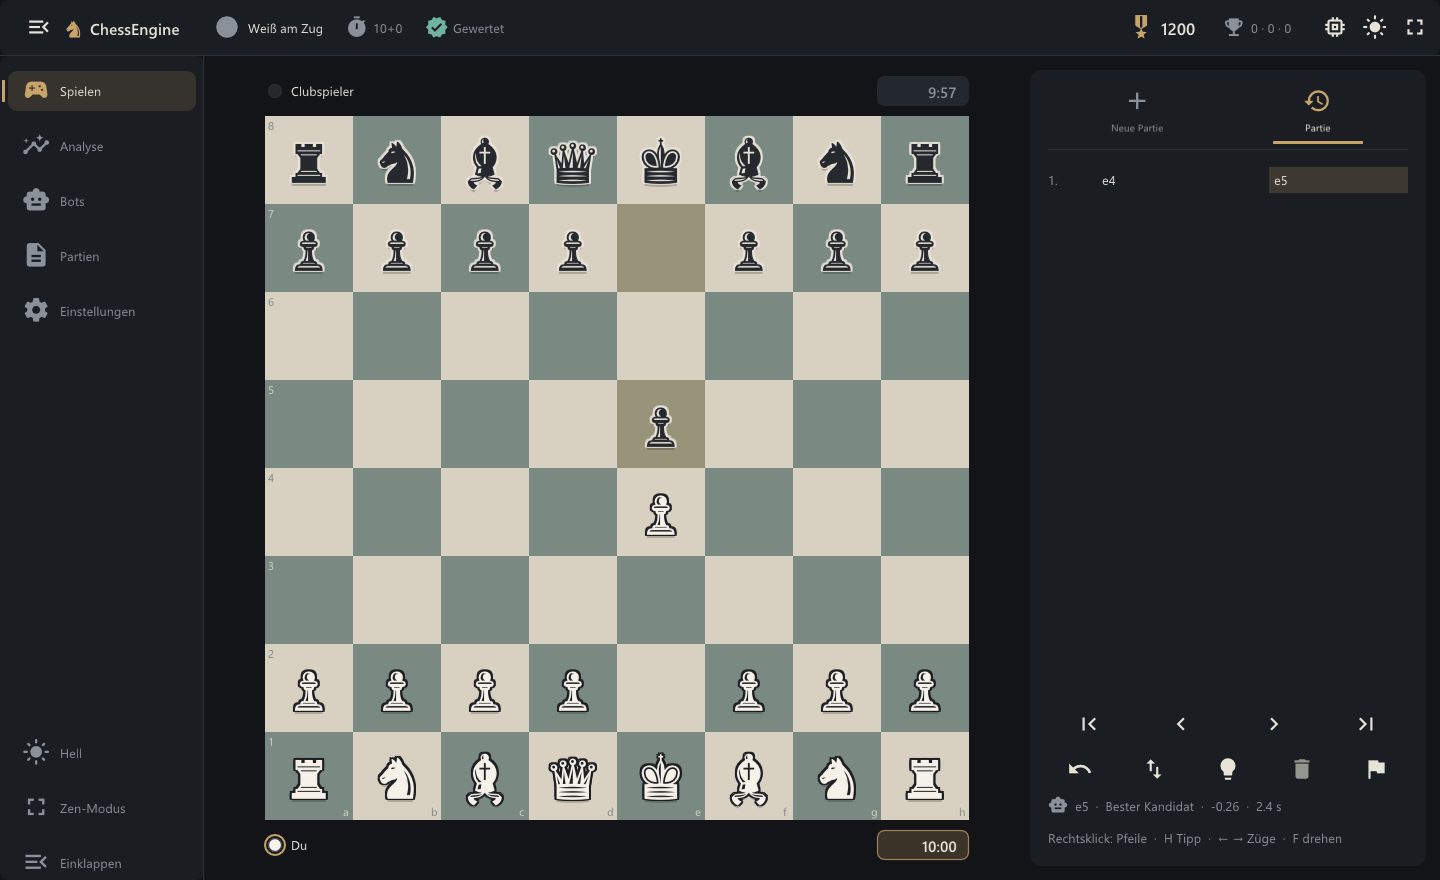 ChessEngine
Weiß am Zug
10+0
Gewertet
1200
0 · 0 · 0
Spielen
Analyse
Bots
Partien
Einstellungen
Hell
Zen-Modus
Einklappen
Clubspieler
9:57
8
7
6
5
4
3
2
1
a b c d e f g h
Du
10:00
Neue Partie
Partie
1. e4 e5
e5 · Bester Kandidat · -0.26 · 2.4 s
Rechtsklick: Pfeile · H Tipp · ← → Züge · F drehen